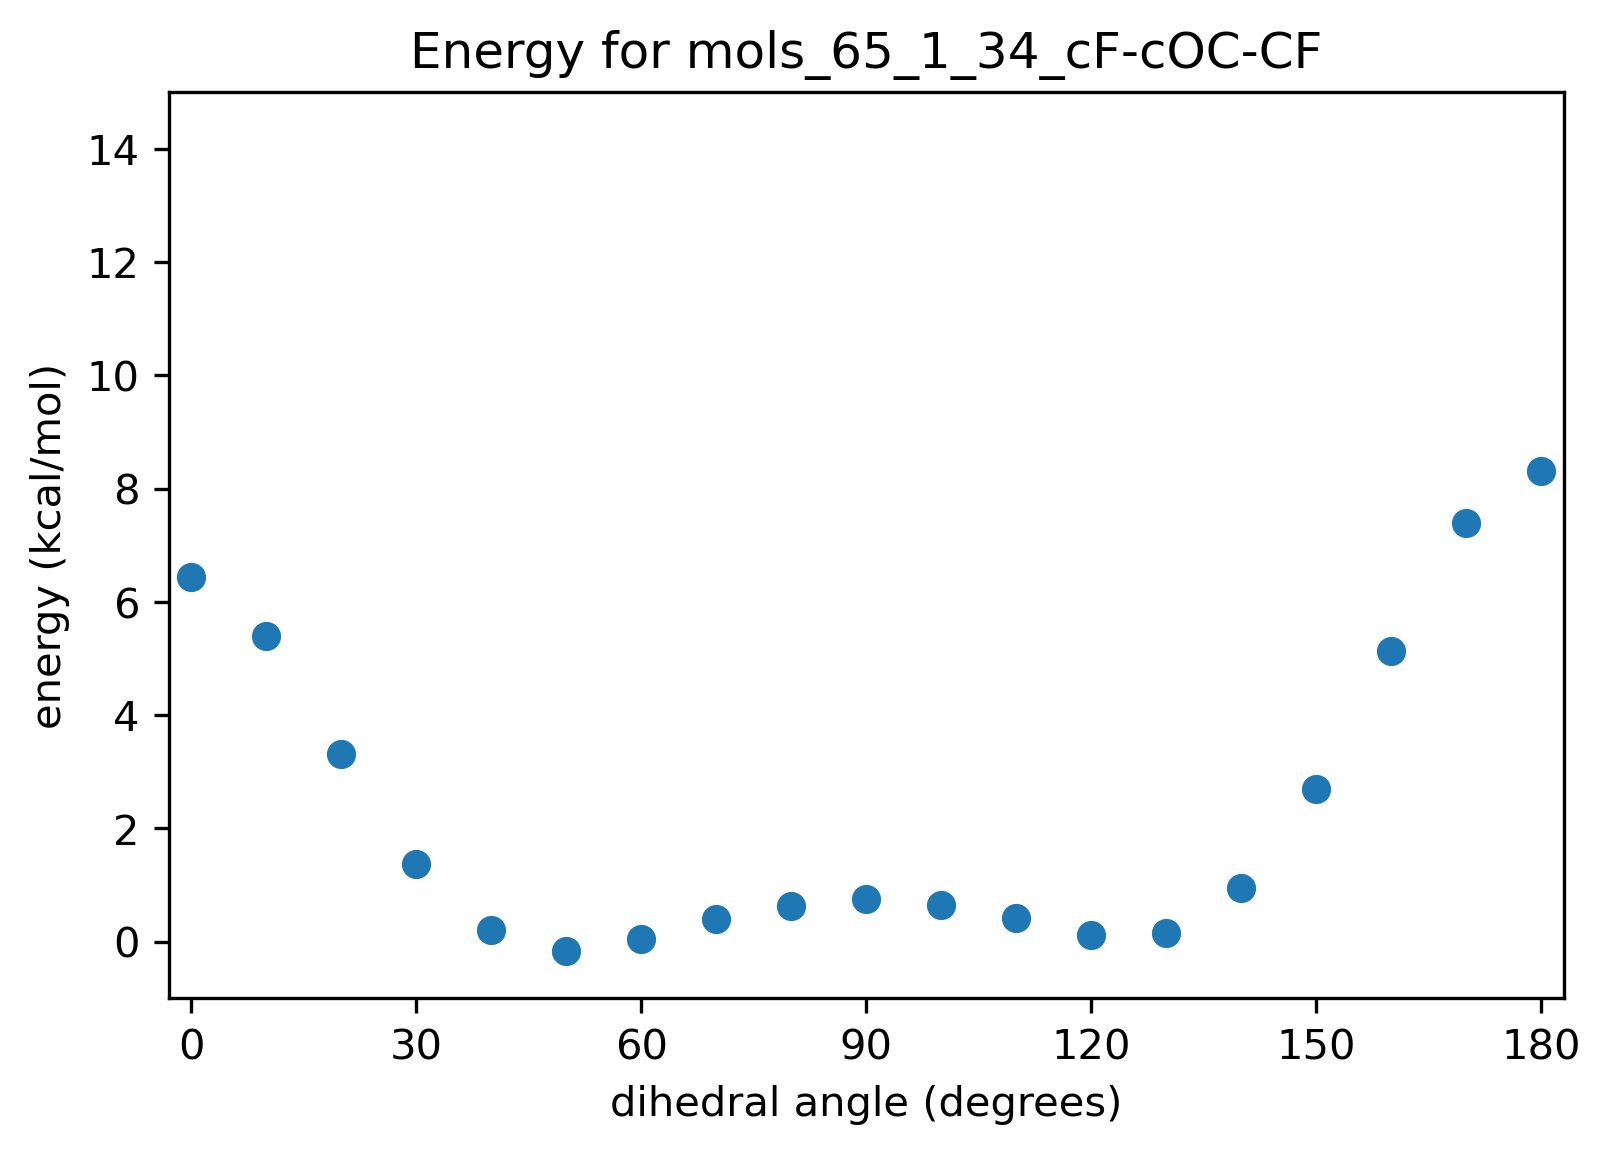 Energy for mols_65_1_34_cF-cOC-CF
14
12
10
8
6
4
2
0
energy (kcal/mol)
0 30 60 90 120 150 180
dihedral angle (degrees)